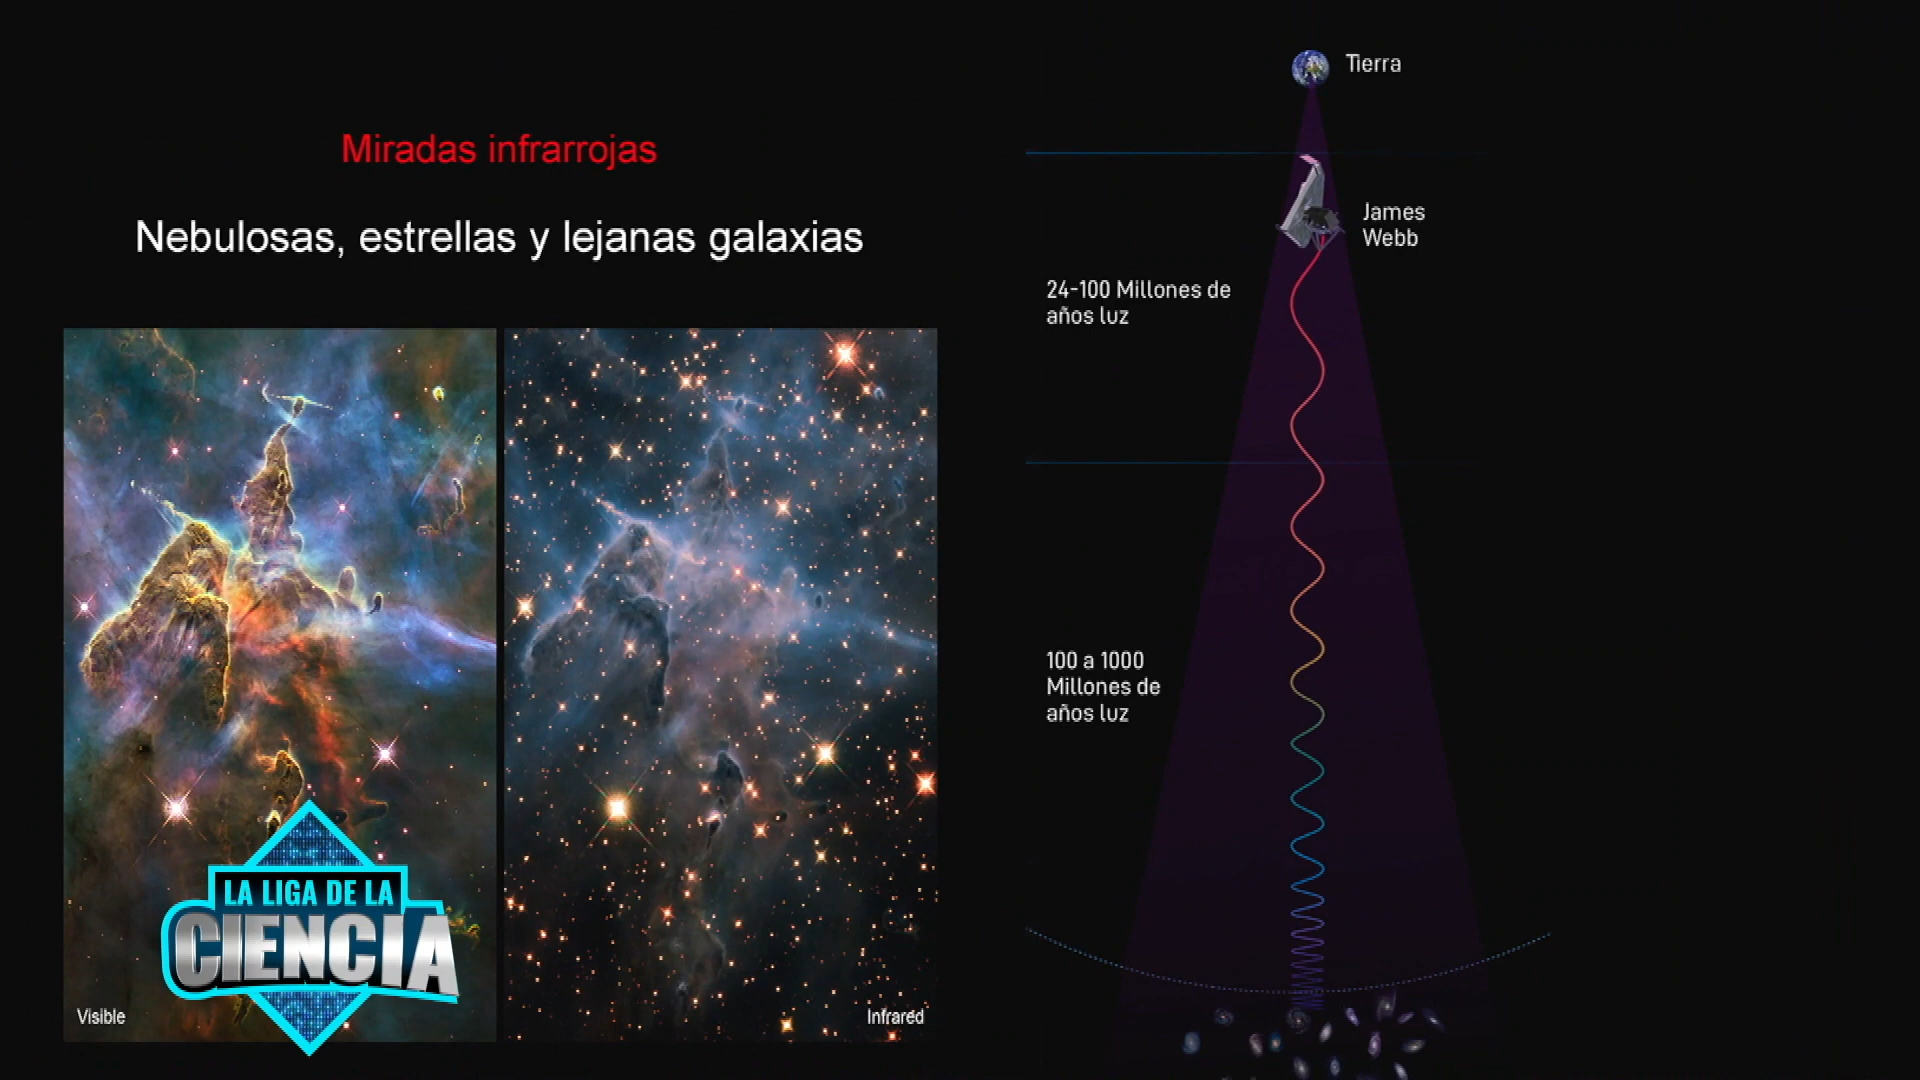 Miradas infrarrojas
Nebulosas, estrellas y lejanas galaxias
Visible
Infrared
LA LIGA DE LA
CIENCIA
Tierra
James
Webb
24-100 Millones de
años luz
100 a 1000
Millones de
años luz